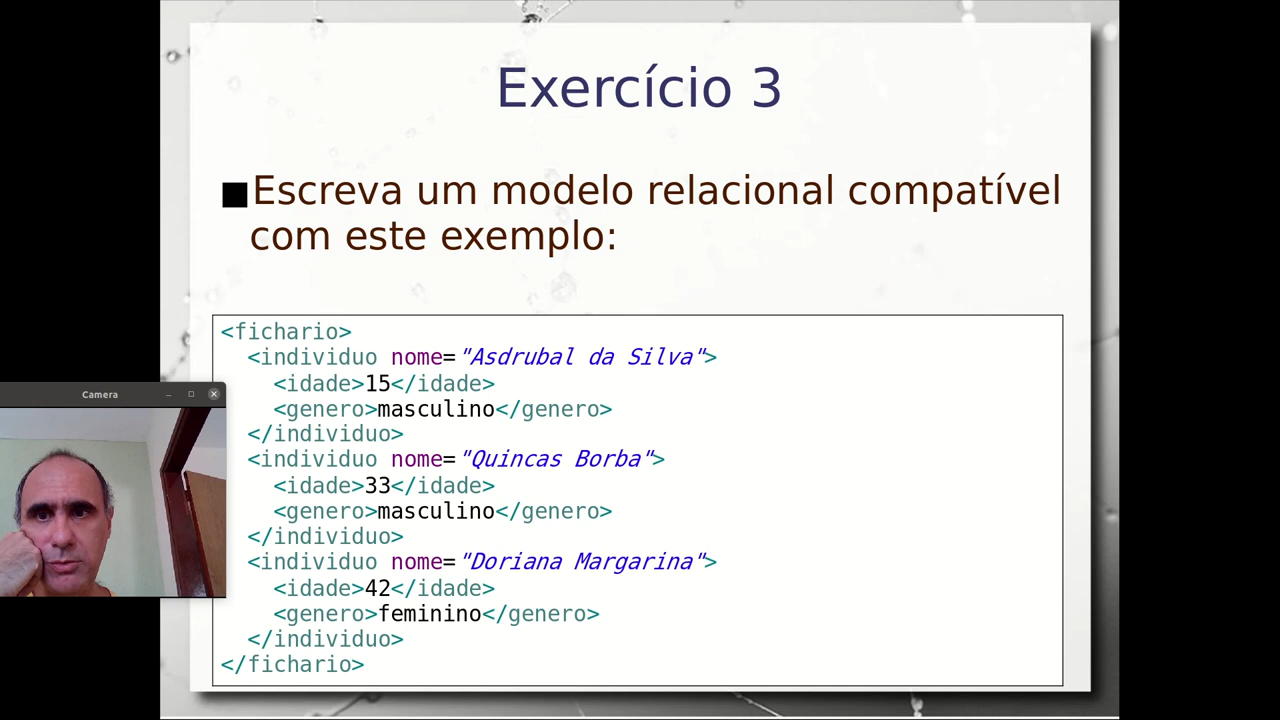 Exercício 3
Escreva um modelo relacional compatível
com este exemplo:
<fichario>
  <individuo nome="Asdrubal da Silva">
    <idade>15</idade>
    <genero>masculino</genero>
  </individuo>
  <individuo nome="Quincas Borba">
    <idade>33</idade>
    <genero>masculino</genero>
  </individuo>
  <individuo nome="Doriana Margarina">
    <idade>42</idade>
    <genero>feminino</genero>
  </individuo>
</fichario>
Camera